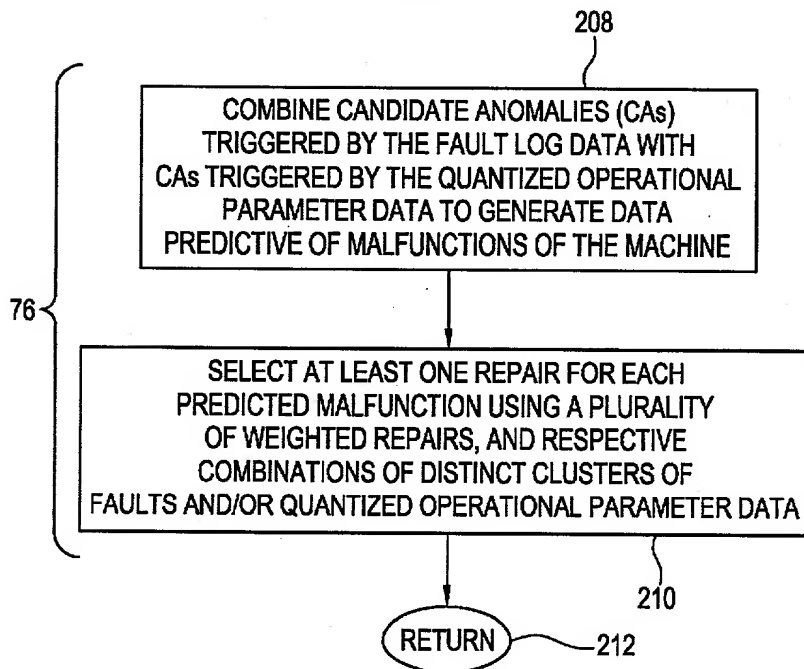 208
COMBINE CANDIDATE ANOMALIES (CAs)
TRIGGERED BY THE FAULT LOG DATA WITH
CAs TRIGGERED BY THE QUANTIZED OPERATIONAL
PARAMETER DATA TO GENERATE DATA
PREDICTIVE OF MALFUNCTIONS OF THE MACHINE
76
SELECT AT LEAST ONE REPAIR FOR EACH
PREDICTED MALFUNCTION USING A PLURALITY
OF WEIGHTED REPAIRS, AND RESPECTIVE
COMBINATIONS OF DISTINCT CLUSTERS OF
FAULTS AND/OR QUANTIZED OPERATIONAL PARAMETER DATA
210
RETURN
212